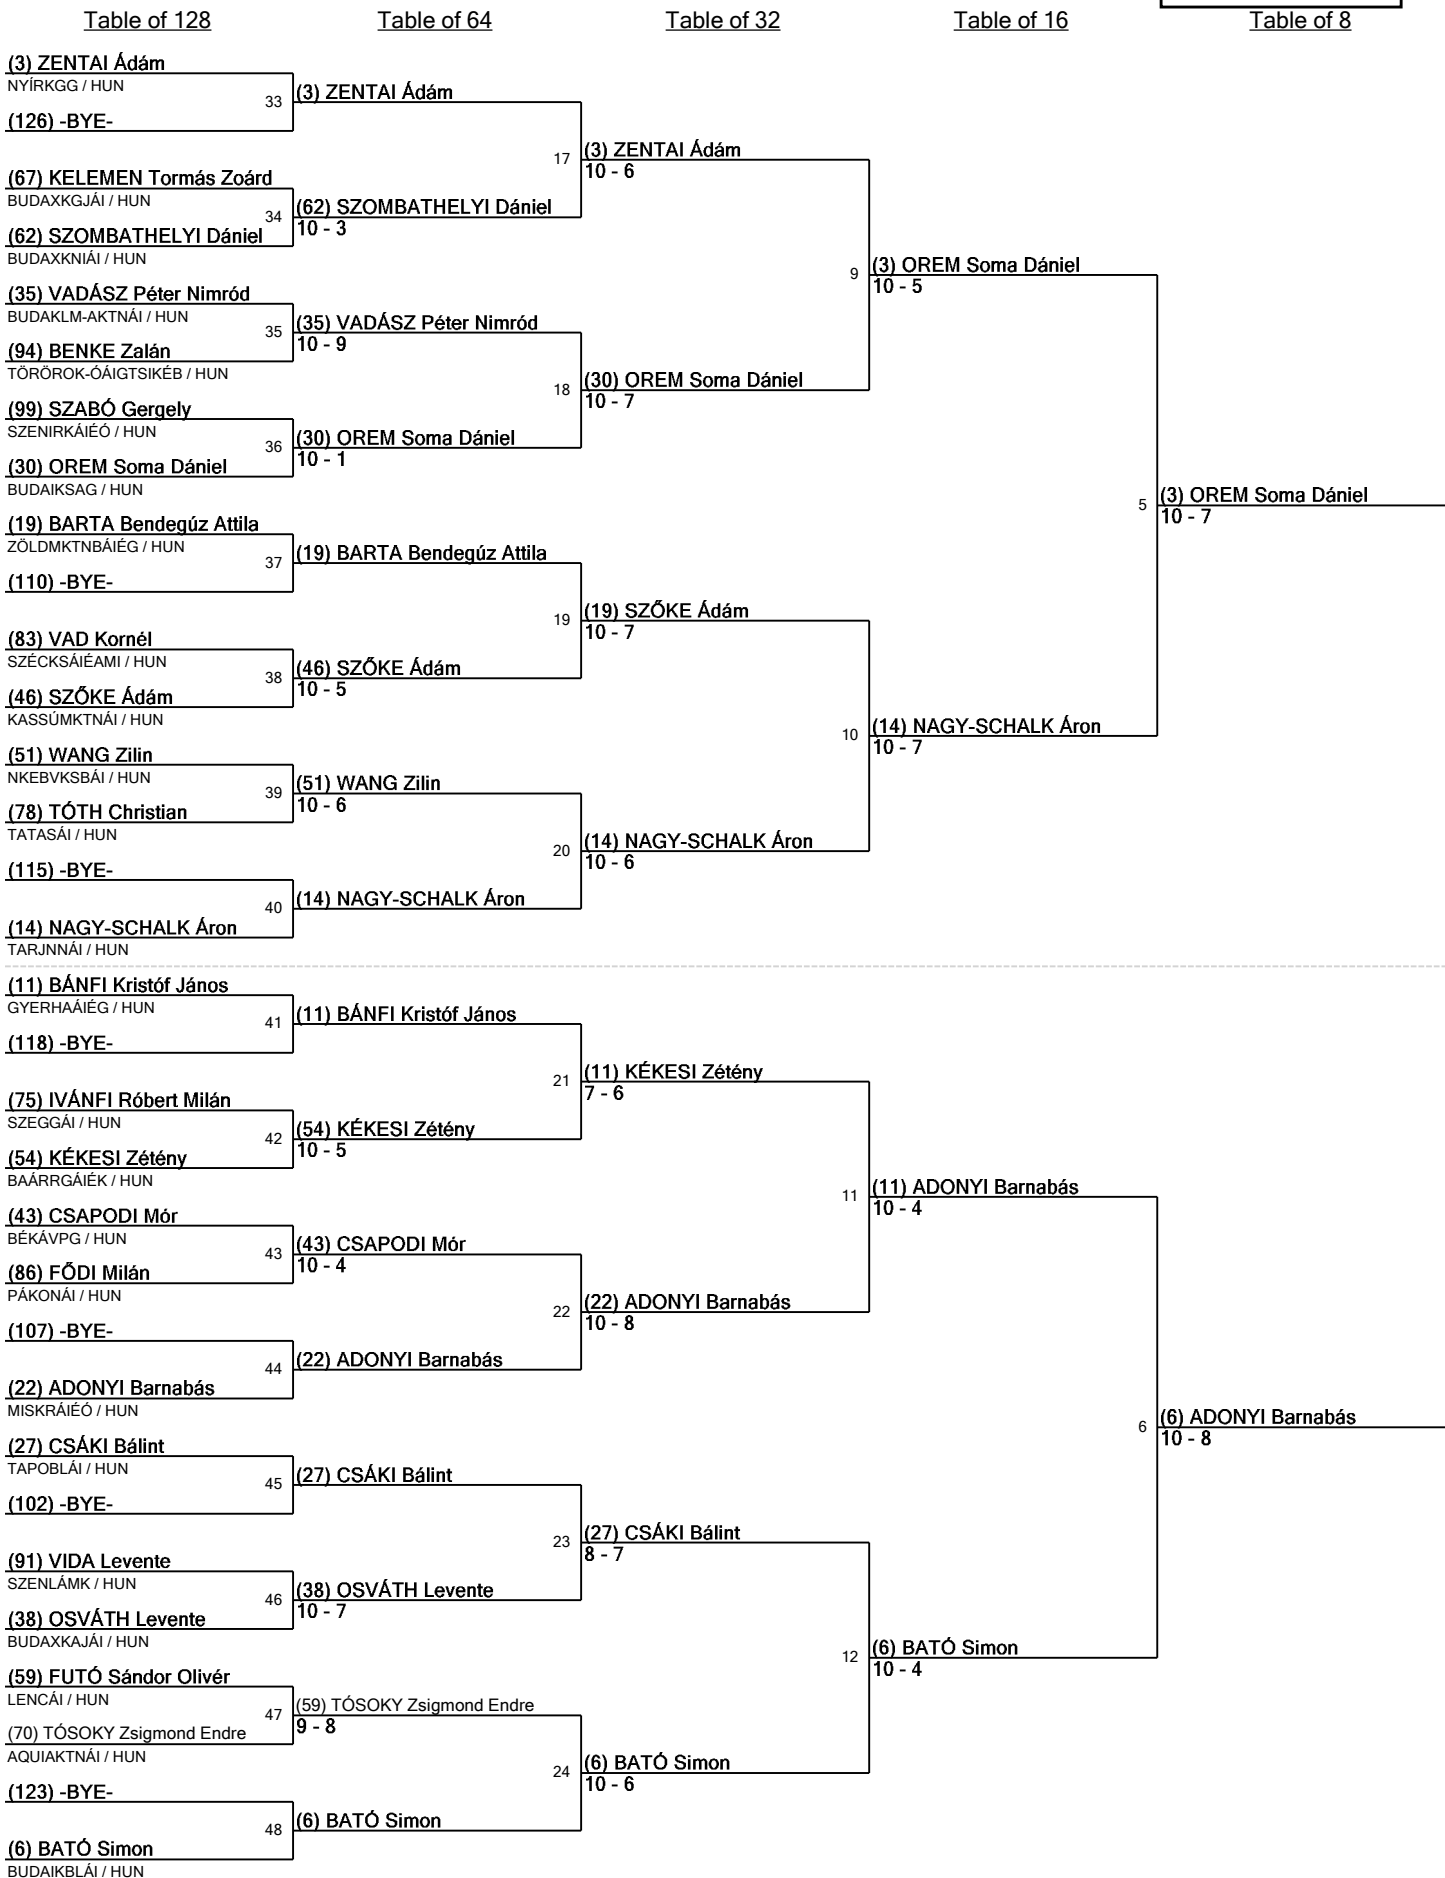 Table of 128
Table of 64
Table of 32
Table of 16
Table of 8
(3) ZENTAI Ádám
NYÍRKGG / HUN
33
(126) -BYE-
(67) KELEMEN Tormás Zoárd
BUDAXKGJÁI / HUN
34
(62) SZOMBATHELYI Dániel
BUDAXKNIÁI / HUN
(35) VADÁSZ Péter Nimród
BUDAKLM-AKTNÁI / HUN
35
(94) BENKE Zalán
TÖRÖROK-ÓÁIGTSIKÉB / HUN
(99) SZABÓ Gergely
SZENIRKÁIÉÓ / HUN
36
(30) OREM Soma Dániel
BUDAIKSAG / HUN
(19) BARTA Bendegúz Attila
ZÖLDMKTNBÁIÉG / HUN
37
(110) -BYE-
(83) VAD Kornél
SZÉCKSÁIÉAMI / HUN
38
(46) SZŐKE Ádám
KASSÚMKTNÁI / HUN
(51) WANG Zilin
NKEBVKSBÁI / HUN
39
(78) TÓTH Christian
TATASÁI / HUN
(115) -BYE-
40
(14) NAGY-SCHALK Áron
TARJNNÁI / HUN
(11) BÁNFI Kristóf János
GYERHAÁIÉG / HUN
41
(118) -BYE-
(75) IVÁNFI Róbert Milán
SZEGGÁI / HUN
42
(54) KÉKESI Zétény
BAÁRRGÁIÉK / HUN
(43) CSAPODI Mór
BÉKÁVPG / HUN
43
(86) FŐDI Milán
PÁKONÁI / HUN
(107) -BYE-
44
(22) ADONYI Barnabás
MISKRÁIÉÓ / HUN
(27) CSÁKI Bálint
TAPOBLÁI / HUN
45
(102) -BYE-
(91) VIDA Levente
SZENLÁMK / HUN
46
(38) OSVÁTH Levente
BUDAXKAJÁI / HUN
(59) FUTÓ Sándor Olivér
LENCÁI / HUN
47
(70) TÓSOKY Zsigmond Endre
AQUIAKTNÁI / HUN
(123) -BYE-
48
(6) BATÓ Simon
BUDAIKBLÁI / HUN
(3) ZENTAI Ádám
17
(62) SZOMBATHELYI Dániel
10 - 3
(35) VADÁSZ Péter Nimród
10 - 9
18
(30) OREM Soma Dániel
10 - 1
(19) BARTA Bendegúz Attila
19
(46) SZŐKE Ádám
10 - 5
(51) WANG Zilin
10 - 6
20
(14) NAGY-SCHALK Áron
(11) BÁNFI Kristóf János
21
(54) KÉKESI Zétény
10 - 5
(43) CSAPODI Mór
10 - 4
22
(22) ADONYI Barnabás
(27) CSÁKI Bálint
23
(38) OSVÁTH Levente
10 - 7
(59) TÓSOKY Zsigmond Endre
9 - 8
24
(6) BATÓ Simon
(3) ZENTAI Ádám
10 - 6
9
(30) OREM Soma Dániel
10 - 7
(19) SZŐKE Ádám
10 - 7
10
(14) NAGY-SCHALK Áron
10 - 6
(11) KÉKESI Zétény
7 - 6
11
(22) ADONYI Barnabás
10 - 8
(27) CSÁKI Bálint
8 - 7
12
(6) BATÓ Simon
10 - 6
(3) OREM Soma Dániel
10 - 5
5
(14) NAGY-SCHALK Áron
10 - 7
(11) ADONYI Barnabás
10 - 4
6
(6) BATÓ Simon
10 - 4
(3) OREM Soma Dániel
10 - 7
(6) ADONYI Barnabás
10 - 8